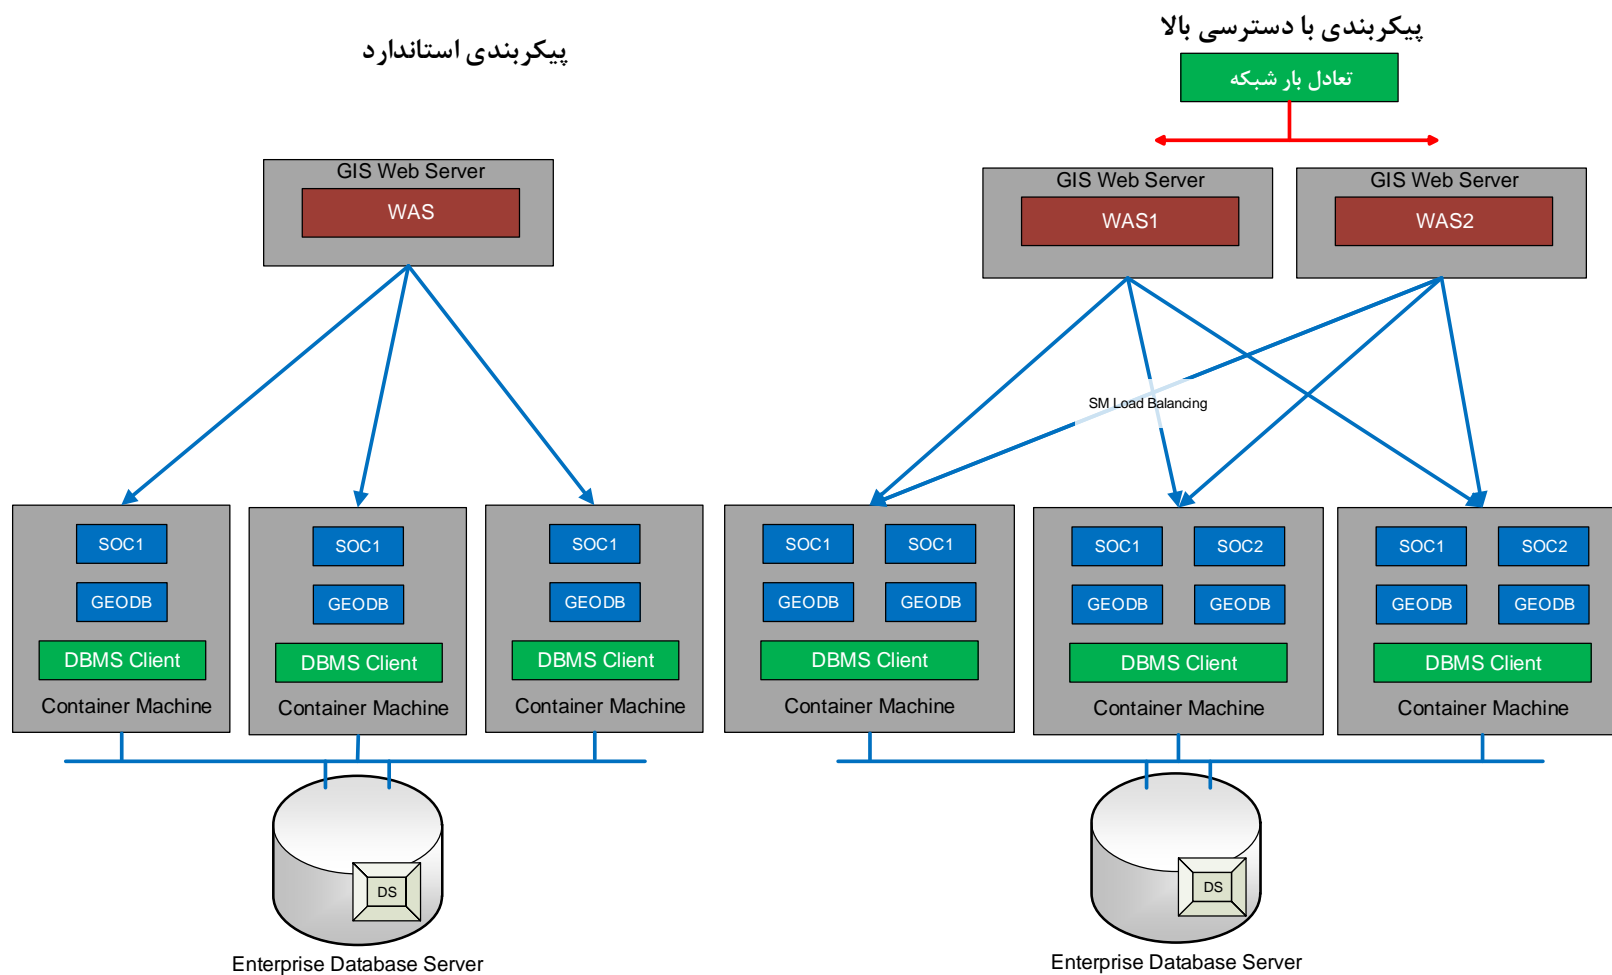 پیکربندی استاندارد
GIS Web Server
WAS
SOC1
GEODB
DBMS Client
Container Machine
SOC1
GEODB
DBMS Client
Container Machine
SOC1
GEODB
DBMS Client
Container Machine
DS
Enterprise Database Server
پیکربندی با دسترسی بالا
تعادل بار شبکه
GIS Web Server
WAS1
GIS Web Server
WAS2
SM Load Balancing
SOC1 SOC1
GEODB GEODB
DBMS Client
Container Machine
SOC1 SOC2
GEODB GEODB
DBMS Client
Container Machine
SOC1 SOC2
GEODB GEODB
DBMS Client
Container Machine
DS
Enterprise Database Server